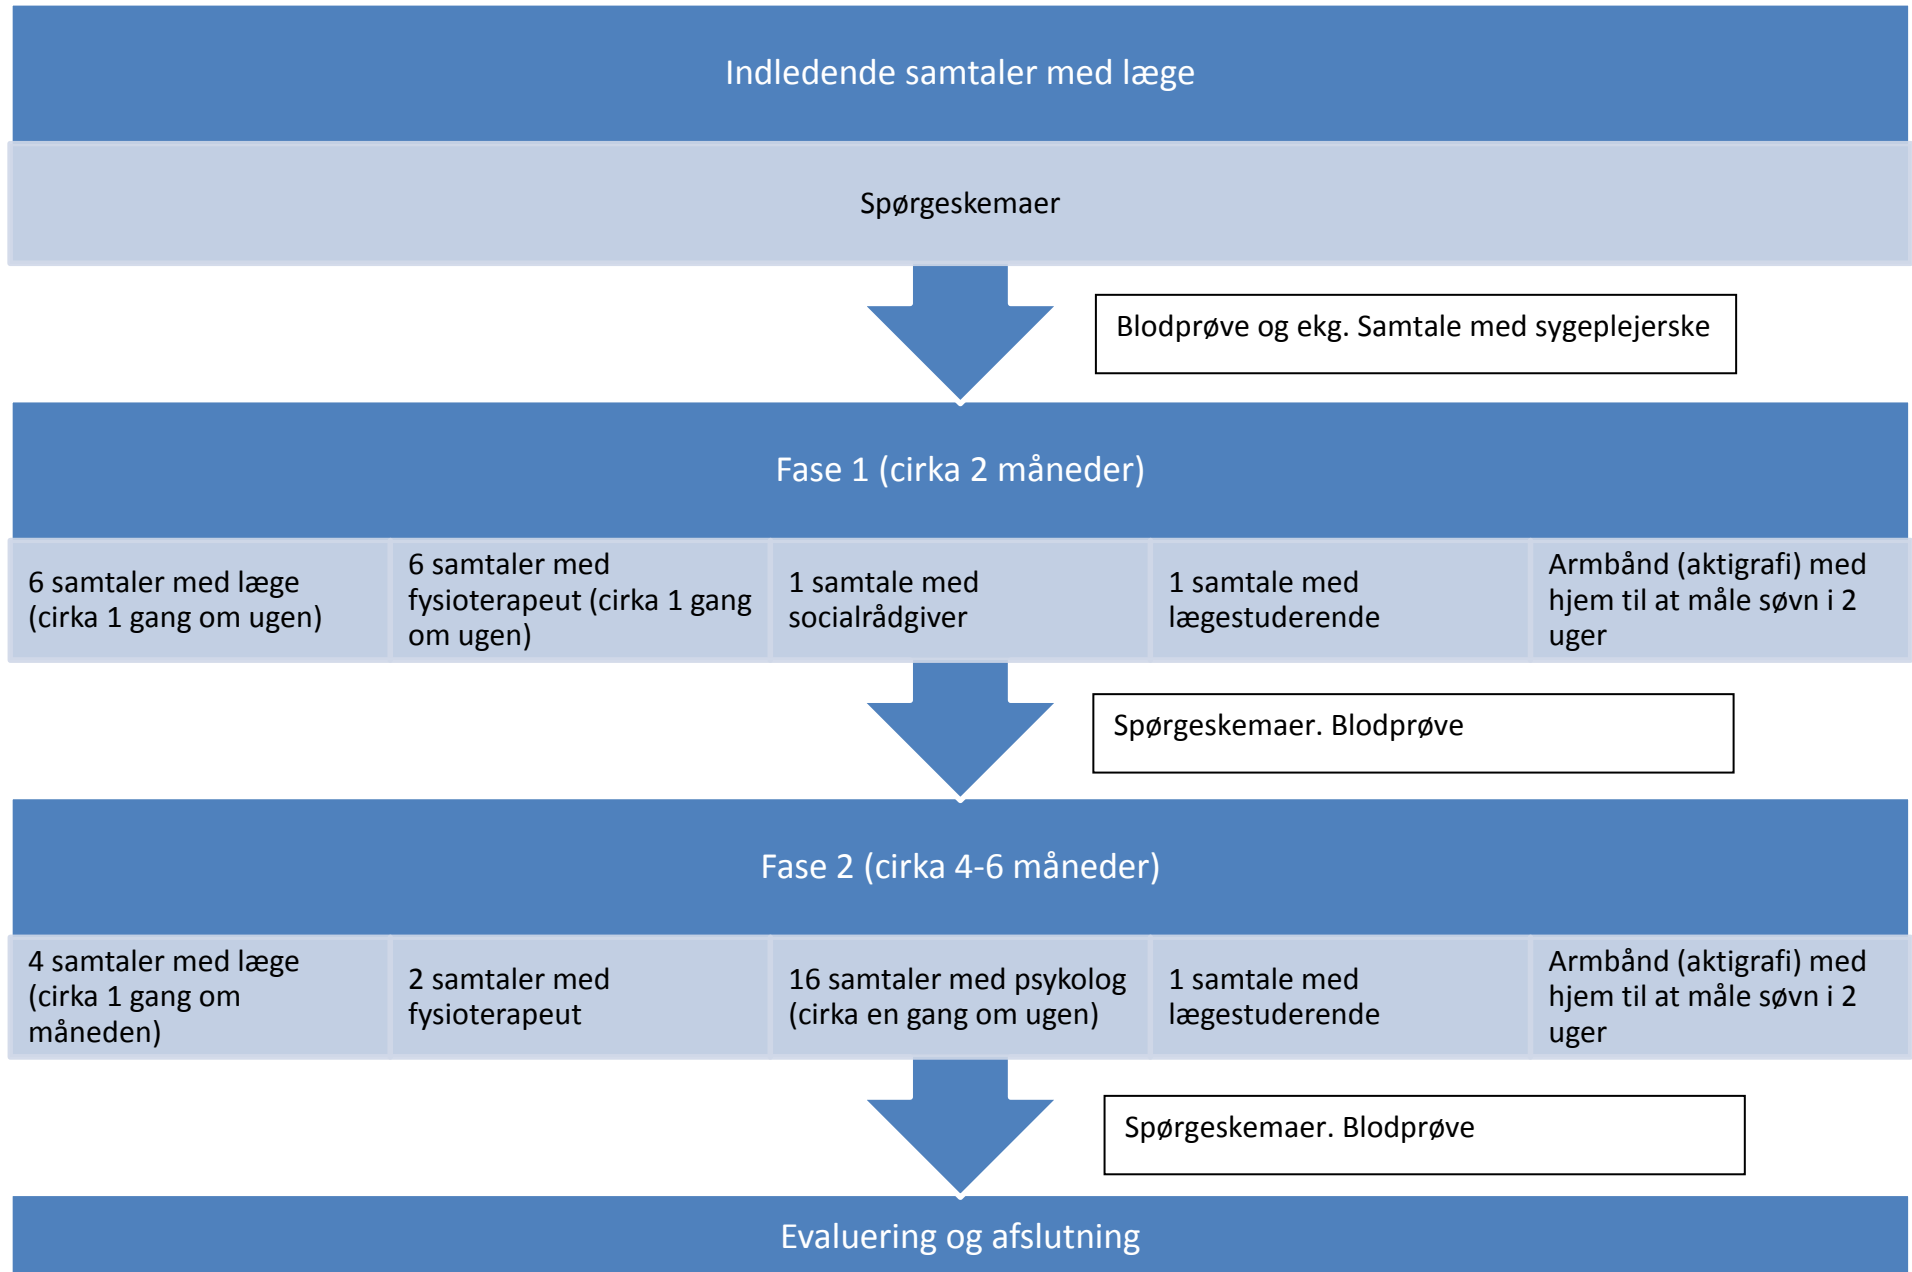 Indledende samtaler med læge
Spørgeskemaer
Blodprøve og ekg. Samtale med sygeplejerske
Fase 1 (cirka 2 måneder)
6 samtaler med læge
(cirka 1 gang om ugen)
6 samtaler med
fysioterapeut (cirka 1 gang
om ugen)
1 samtale med
socialrådgiver
1 samtale med
lægestuderende
Armbånd (aktigrafi) med
hjem til at måle søvn i 2
uger
Spørgeskemaer. Blodprøve
Fase 2 (cirka 4-6 måneder)
4 samtaler med læge
(cirka 1 gang om
måneden)
2 samtaler med
fysioterapeut
16 samtaler med psykolog
(cirka en gang om ugen)
1 samtale med
lægestuderende
Armbånd (aktigrafi) med
hjem til at måle søvn i 2
uger
Spørgeskemaer. Blodprøve
Evaluering og afslutning